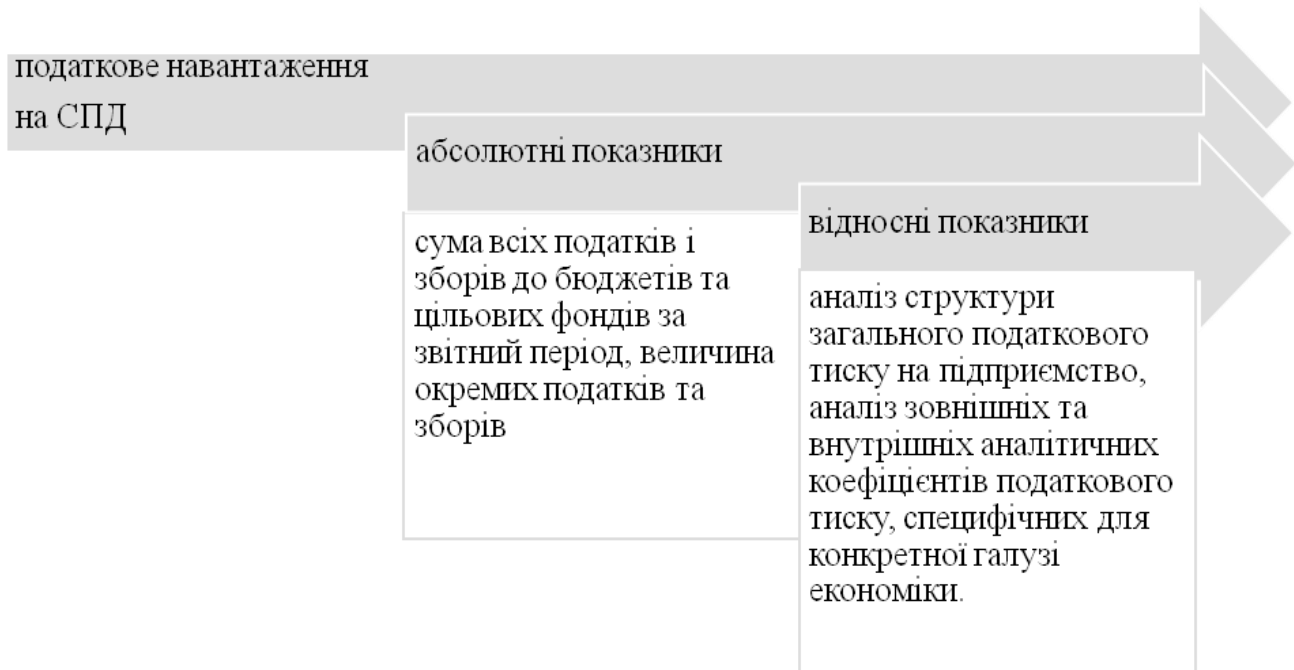 податкове навантаження
на СПД
абсолютні показники
сума всіх податків і
зборів до бюджетів та
цільових фондів за
звітний період, величина
окремих податків та
зборів
відносні показники
аналіз структури
загального податкового
тиску на підприємство,
аналіз зовнішніх та
внутрішніх аналітичних
коефіцієнтів податкового
тиску, специфічних для
конкретної галузі
економіки.